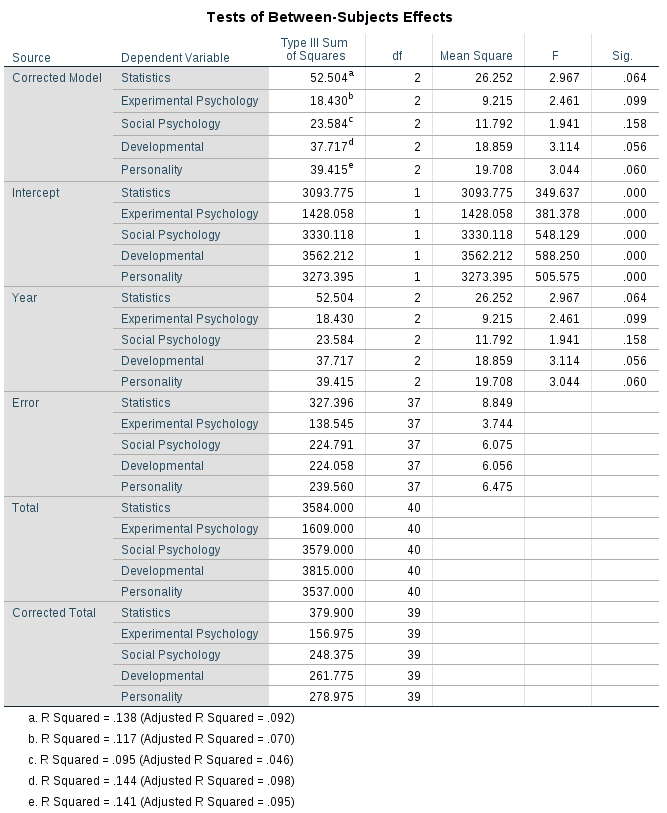 Tests of Between-Subjects Effects
Source Dependent Variable Type III Sum of Squares df Mean Square F Sig.
Corrected Model Statistics 52.504a 2 26.252 2.967 .064
Experimental Psychology 18.430b 2 9.215 2.461 .099
Social Psychology 23.584c 2 11.792 1.941 .158
Developmental 37.717d 2 18.859 3.114 .056
Personality 39.415e 2 19.708 3.044 .060
Intercept Statistics 3093.775 1 3093.775 349.637 .000
Experimental Psychology 1428.058 1 1428.058 381.378 .000
Social Psychology 3330.118 1 3330.118 548.129 .000
Developmental 3562.212 1 3562.212 588.250 .000
Personality 3273.395 1 3273.395 505.575 .000
Year Statistics 52.504 2 26.252 2.967 .064
Experimental Psychology 18.430 2 9.215 2.461 .099
Social Psychology 23.584 2 11.792 1.941 .158
Developmental 37.717 2 18.859 3.114 .056
Personality 39.415 2 19.708 3.044 .060
Error Statistics 327.396 37 8.849
Experimental Psychology 138.545 37 3.744
Social Psychology 224.791 37 6.075
Developmental 224.058 37 6.056
Personality 239.560 37 6.475
Total Statistics 3584.000 40
Experimental Psychology 1609.000 40
Social Psychology 3579.000 40
Developmental 3815.000 40
Personality 3537.000 40
Corrected Total Statistics 379.900 39
Experimental Psychology 156.975 39
Social Psychology 248.375 39
Developmental 261.775 39
Personality 278.975 39
a. R Squared = .138 (Adjusted R Squared = .092)
b. R Squared = .117 (Adjusted R Squared = .070)
c. R Squared = .095 (Adjusted R Squared = .046)
d. R Squared = .144 (Adjusted R Squared = .098)
e. R Squared = .141 (Adjusted R Squared = .095)